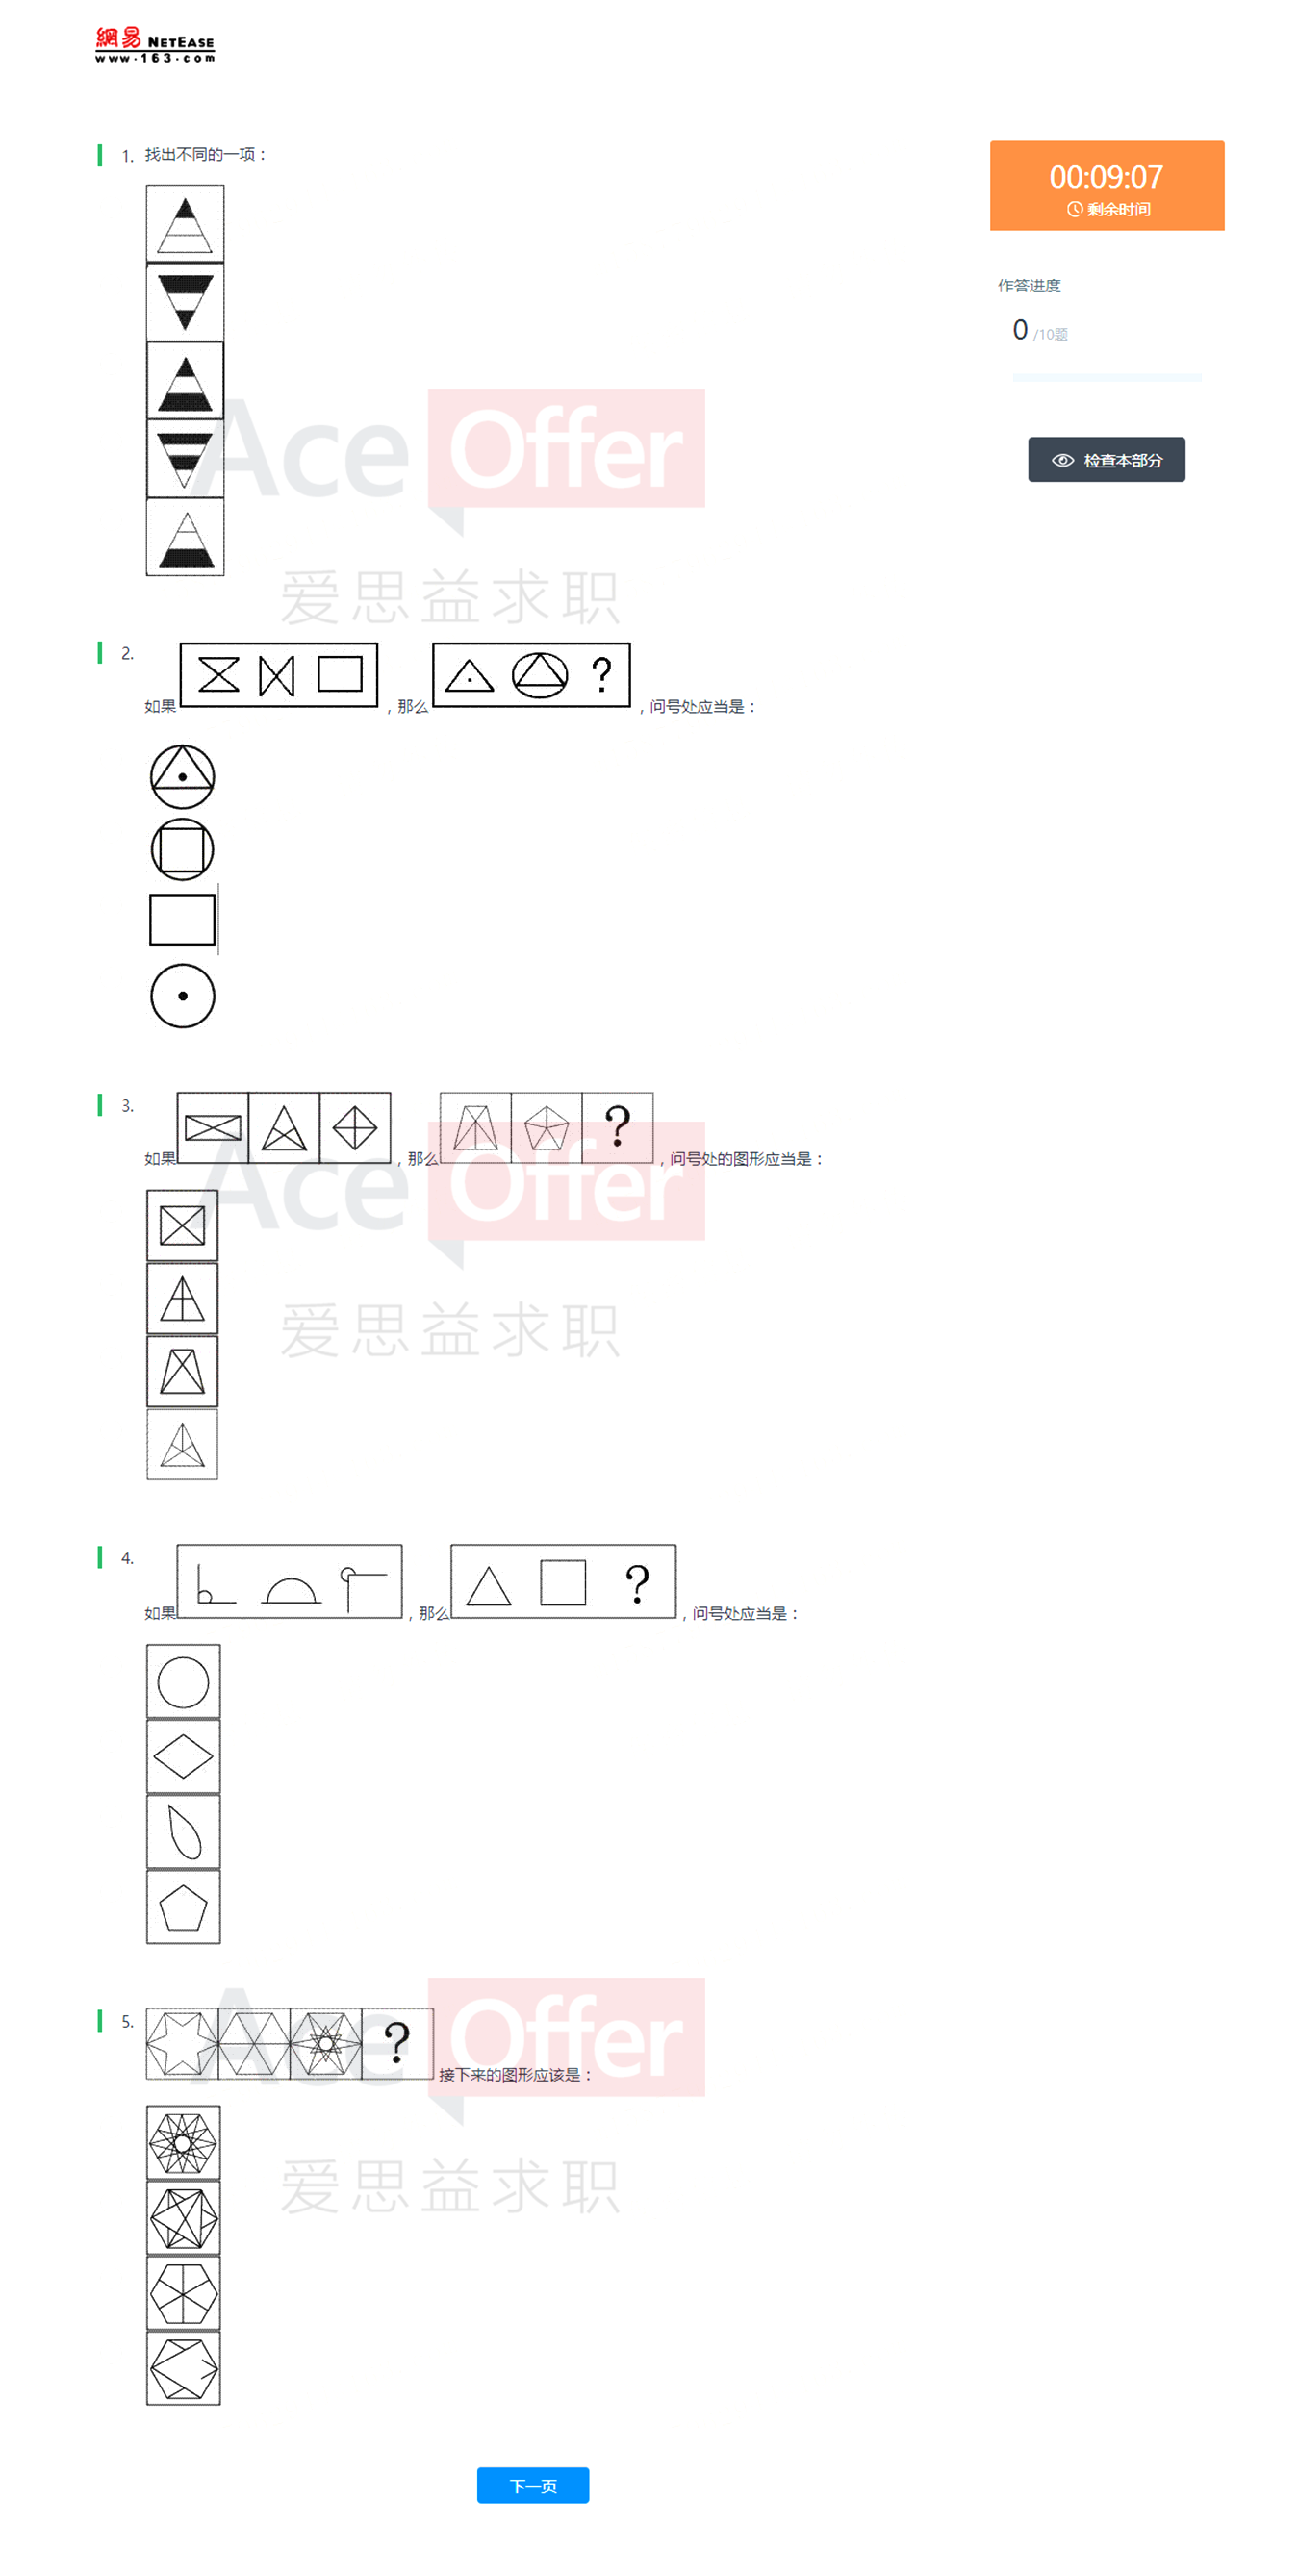 網易 NETEASE
www.163.com
1. 找出不同的一项：
00:09:07
剩余时间
作答进度
0 /10题
检查本部分
Ace Offer
爱思益求职
2.
如果 ，那么 ? ，问号处应当是：
3.
如果 ，那么 ? ，问号处的图形应当是：
Ace Offer
爱思益求职
4.
如果 ，那么 ? ，问号处应当是：
5. ? 接下来的图形应该是：
Ace Offer
爱思益求职
下一页